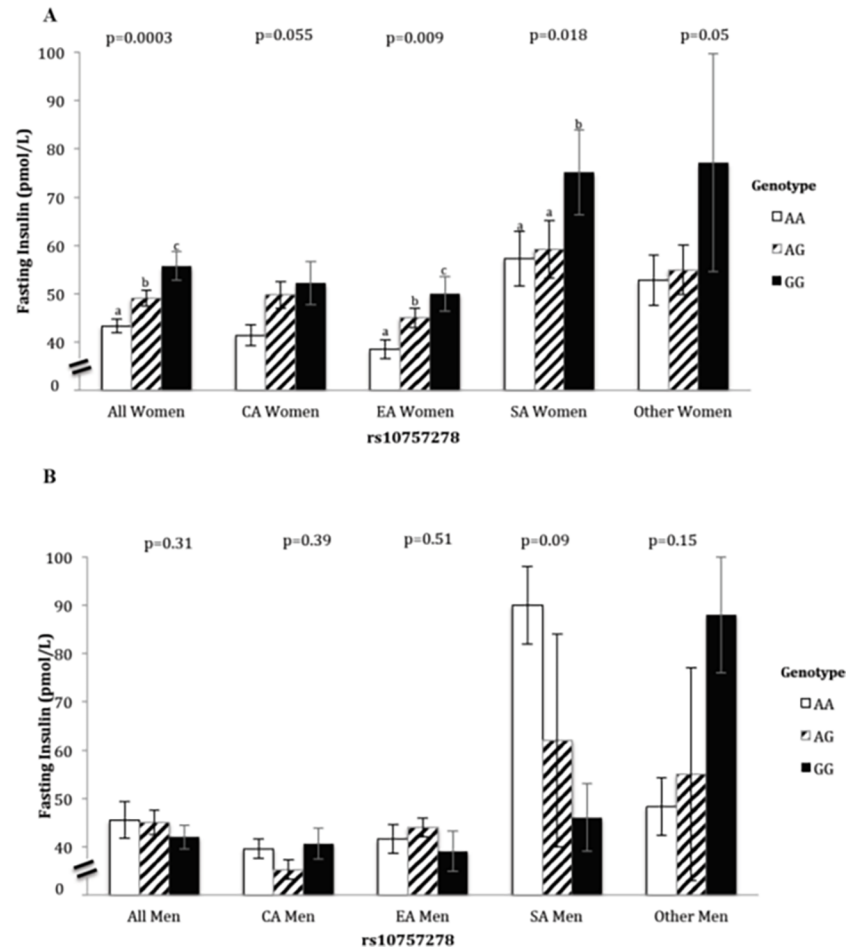 A
p=0.0003 p=0.055 p=0.009 p=0.018 p=0.05
Fasting Insulin (pmol/L)
100
90
80
70
60
50
40
0
a b c
a b c
a a b
Genotype
AA
AG
GG
All Women CA Women EA Women SA Women Other Women
rs10757278
B
p=0.31 p=0.39 p=0.51 p=0.09 p=0.15
Fasting Insulin (pmol/L)
100
90
80
70
60
50
40
0
Genotype
AA
AG
GG
All Men CA Men EA Men SA Men Other Men
rs10757278